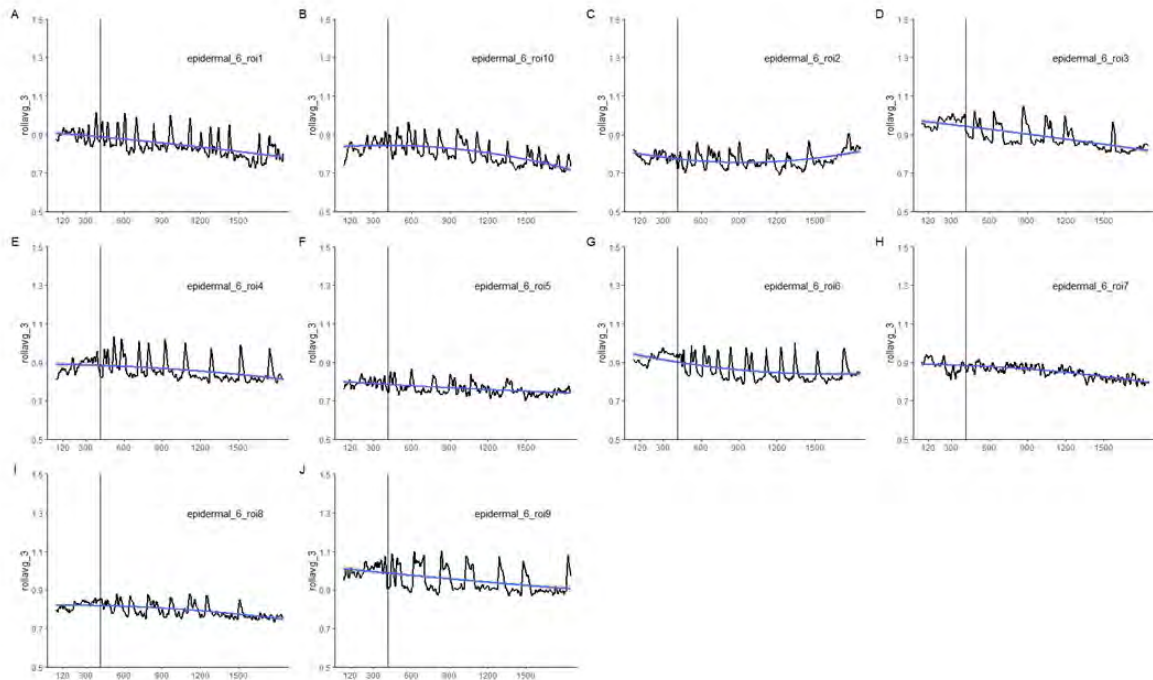 A
1.5
1.3
1.1
0.9
0.7
0.5
rollavg_3
epidermal_6_roi1
120 300 600 900 1200 1500
B
1.5
1.3
1.1
0.9
0.7
0.5
rollavg_3
epidermal_6_roi10
120 300 600 900 1200 1500
C
1.5
1.3
1.1
0.9
0.7
0.5
rollavg_3
epidermal_6_roi2
120 300 600 900 1200 1500
D
1.5
1.3
1.1
0.9
0.7
0.5
rollavg_3
epidermal_6_roi3
120 300 600 900 1200 1500
E
1.5
1.3
1.1
0.9
0.7
0.5
rollavg_3
epidermal_6_roi4
120 300 600 900 1200 1500
F
1.5
1.3
1.1
0.9
0.7
0.5
rollavg_3
epidermal_6_roi5
120 300 600 900 1200 1500
G
1.5
1.3
1.1
0.9
0.7
0.5
rollavg_3
epidermal_6_roi6
120 300 600 900 1200 1500
H
1.5
1.3
1.1
0.9
0.7
0.5
rollavg_3
epidermal_6_roi7
120 300 600 900 1200 1500
I
1.5
1.3
1.1
0.9
0.7
0.5
rollavg_3
epidermal_6_roi8
120 300 600 900 1200 1500
J
1.5
1.3
1.1
0.9
0.7
0.5
rollavg_3
epidermal_6_roi9
120 300 600 900 1200 1500